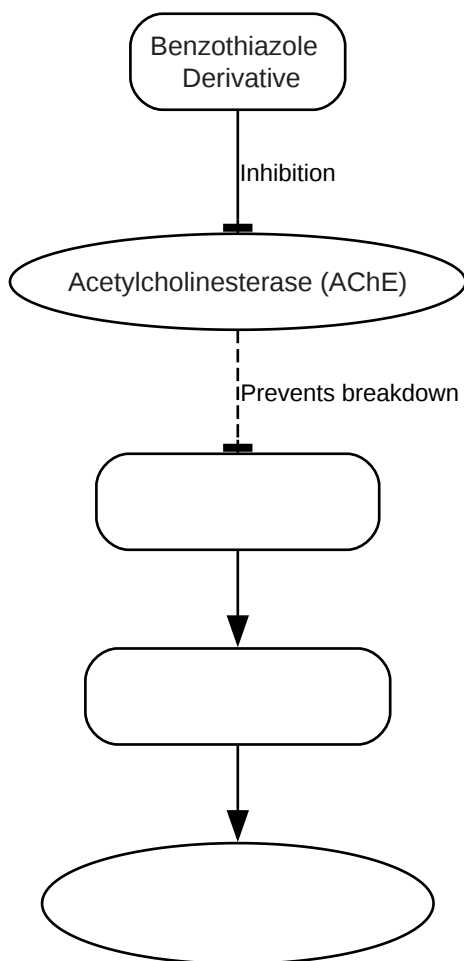 Benzothiazole
Derivative
Inhibition
Acetylcholinesterase (AChE)
Prevents breakdown